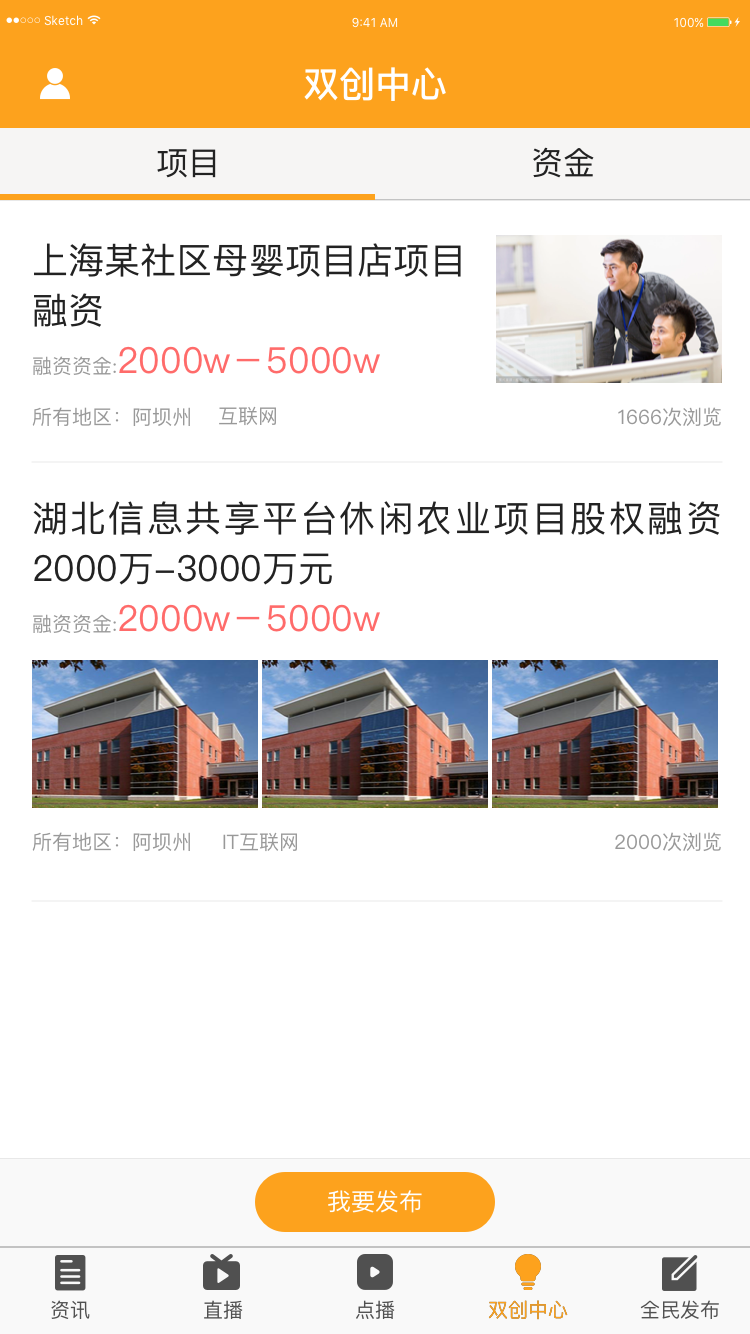 Sketch
9:41 AM
100%
双创中心
项目
资金
上海某社区母婴项目店项目
融资
融资资金:2000w－5000w
所有地区：阿坝州 互联网
1666次浏览
湖北信息共享平台休闲农业项目股权融资
2000万-3000万元
融资资金:2000w－5000w
所有地区：阿坝州 IT互联网
2000次浏览
我要发布
资讯
直播
点播
双创中心
全民发布